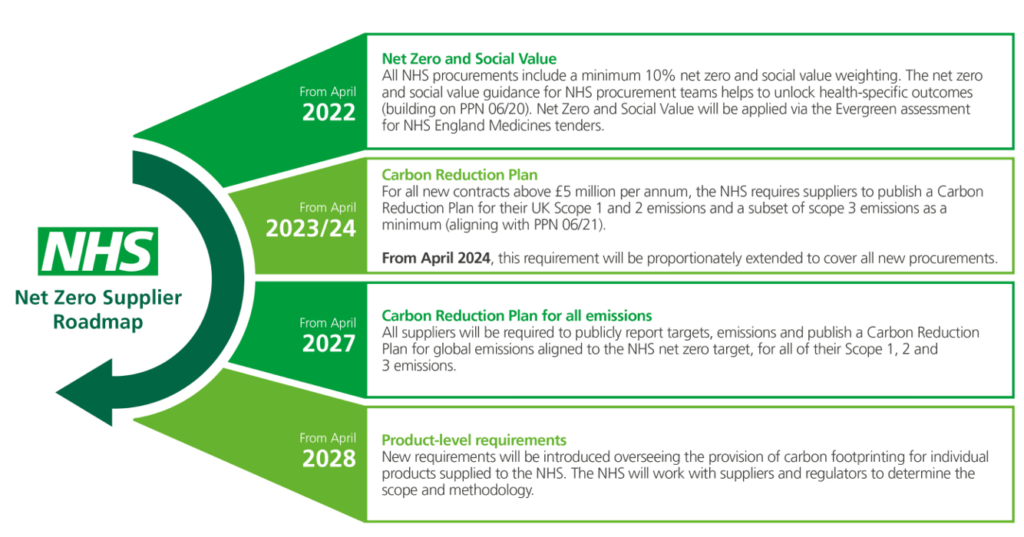 NHS
Net Zero Supplier
Roadmap
From April
2022
Net Zero and Social Value
All NHS procurements include a minimum 10% net zero and social value weighting. The net zero
and social value guidance for NHS procurement teams helps to unlock health-specific outcomes
(building on PPN 06/20). Net Zero and Social Value will be applied via the Evergreen assessment
for NHS England Medicines tenders.
From April
2023/24
Carbon Reduction Plan
For all new contracts above £5 million per annum, the NHS requires suppliers to publish a Carbon
Reduction Plan for their UK Scope 1 and 2 emissions and a subset of scope 3 emissions as a
minimum (aligning with PPN 06/21).
From April 2024, this requirement will be proportionately extended to cover all new procurements.
From April
2027
Carbon Reduction Plan for all emissions
All suppliers will be required to publicly report targets, emissions and publish a Carbon Reduction
Plan for global emissions aligned to the NHS net zero target, for all of their Scope 1, 2 and
3 emissions.
From April
2028
Product-level requirements
New requirements will be introduced overseeing the provision of carbon footprinting for individual
products supplied to the NHS. The NHS will work with suppliers and regulators to determine the
scope and methodology.